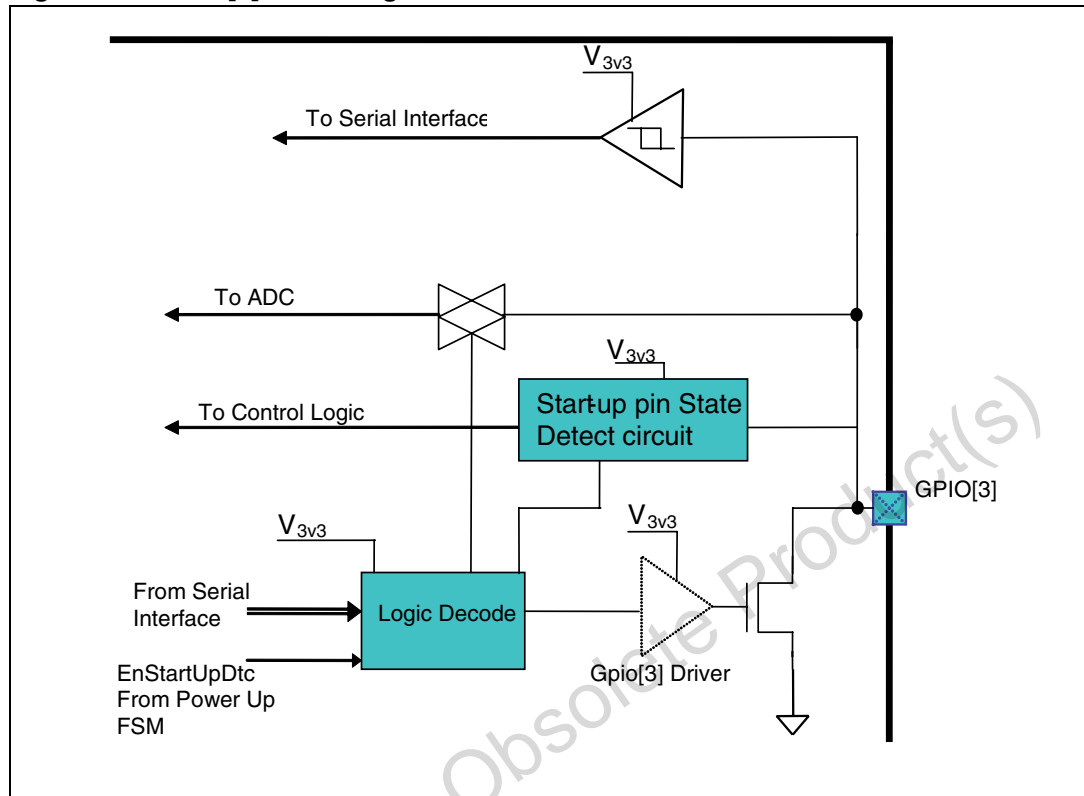 V3v3
To Serial Interface
To ADC
V3v3
Start-up pin State
Detect circuit
To Control Logic
GPIO[3]
V3v3
V3v3
From Serial
Interface
Logic Decode
Gpio[3] Driver
EnStartUpDtc
From Power Up
FSM
Obsolete Product(s)